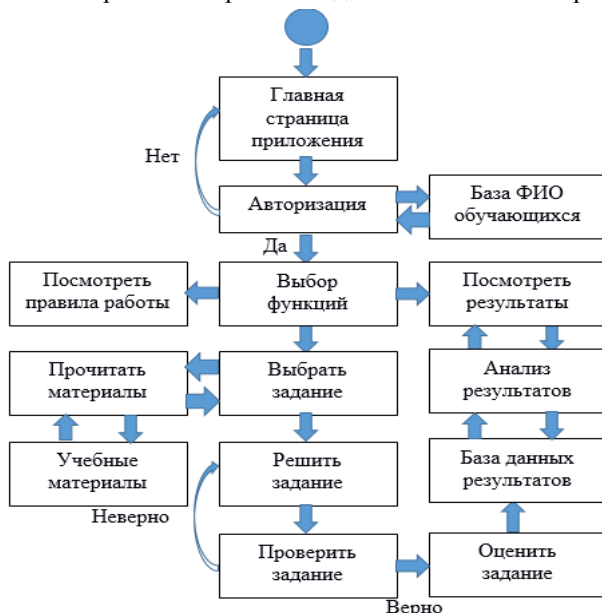 Главная
страница
приложения
Нет
Авторизация
База ФИО
обучающихся
Да
Посмотреть
правила работы
Выбор
функций
Посмотреть
результаты
Прочитать
материалы
Выбрать
задание
Анализ
результатов
Учебные
материалы
Решить
задание
База данных
результатов
Неверно
Проверить
задание
Оценить
задание
Верно